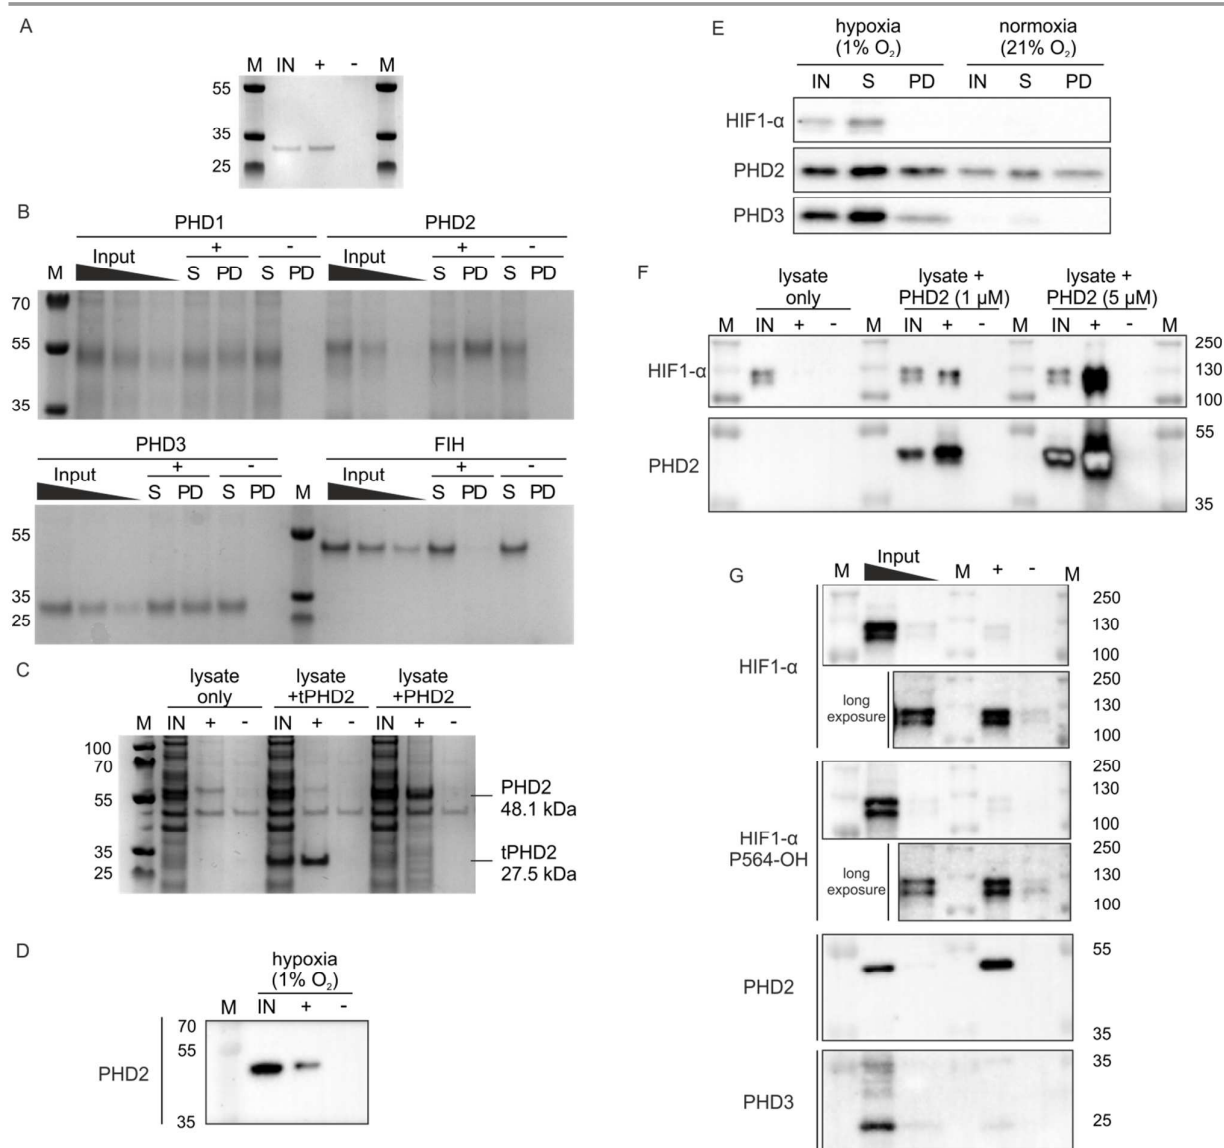 A
M IN + - M
55
35
25
B
PHD1 PHD2
Input + - Input + -
M S PD S PD S PD S PD
70
55
35
PHD3 FIH
Input + - Input + -
S PD S PD M S PD S PD
55
35
25
C
lysate only lysate +tPHD2 lysate +PHD2
M IN + - IN + - IN + -
100
70
55
35
25
PHD2
48.1 kDa
tPHD2
27.5 kDa
D
hypoxia
(1% O₂)
M IN + -
70
55
35
PHD2
E
hypoxia normoxia
(1% O₂) (21% O₂)
IN S PD IN S PD
HIF1-α
PHD2
PHD3
F
lysate lysate + lysate +
only PHD2 (1 µM) PHD2 (5 µM)
M IN + - M IN + - M IN + - M
HIF1-α
250
130
100
PHD2
55
35
G
M Input M + - M
HIF1-α
250
130
100
long
exposure
250
130
100
HIF1-α
P564-OH
250
130
100
long
exposure
250
130
100
PHD2
55
35
PHD3
35
25